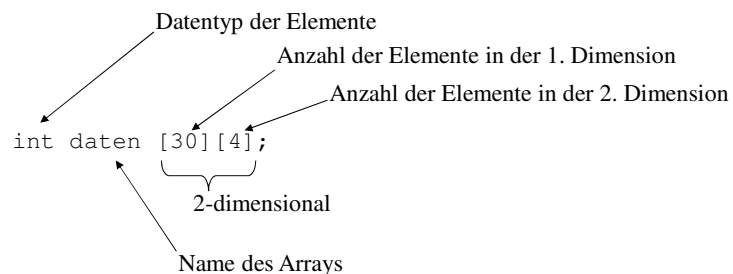 Datentyp der Elemente
Anzahl der Elemente in der 1. Dimension
Anzahl der Elemente in der 2. Dimension
int daten [30][4];
2-dimensional
Name des Arrays